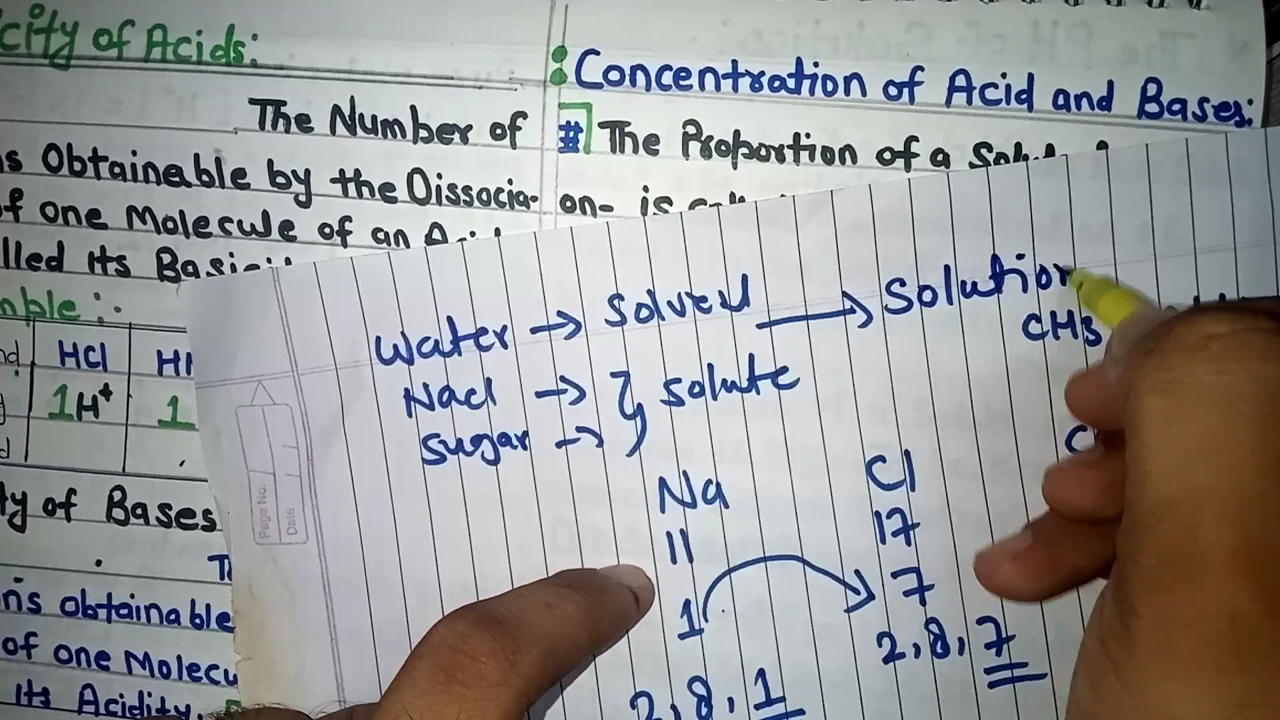 city of Acids:
The Number of
s Obtainable by the Dissocia-
of one Molecule of an
lled its
mple:-
HCl
1H+ 1
ty of Bases
ns obtainable
of one Molecu
Its Acidity.
Concentration of Acid and Bases:
# The Proportion of a
on- is
Water → Solven → Solution
CH3
Nacl → } solute
sugar →
Na Cl
11 17
1 7
2,8,1 2,8,7
Page No.
Date